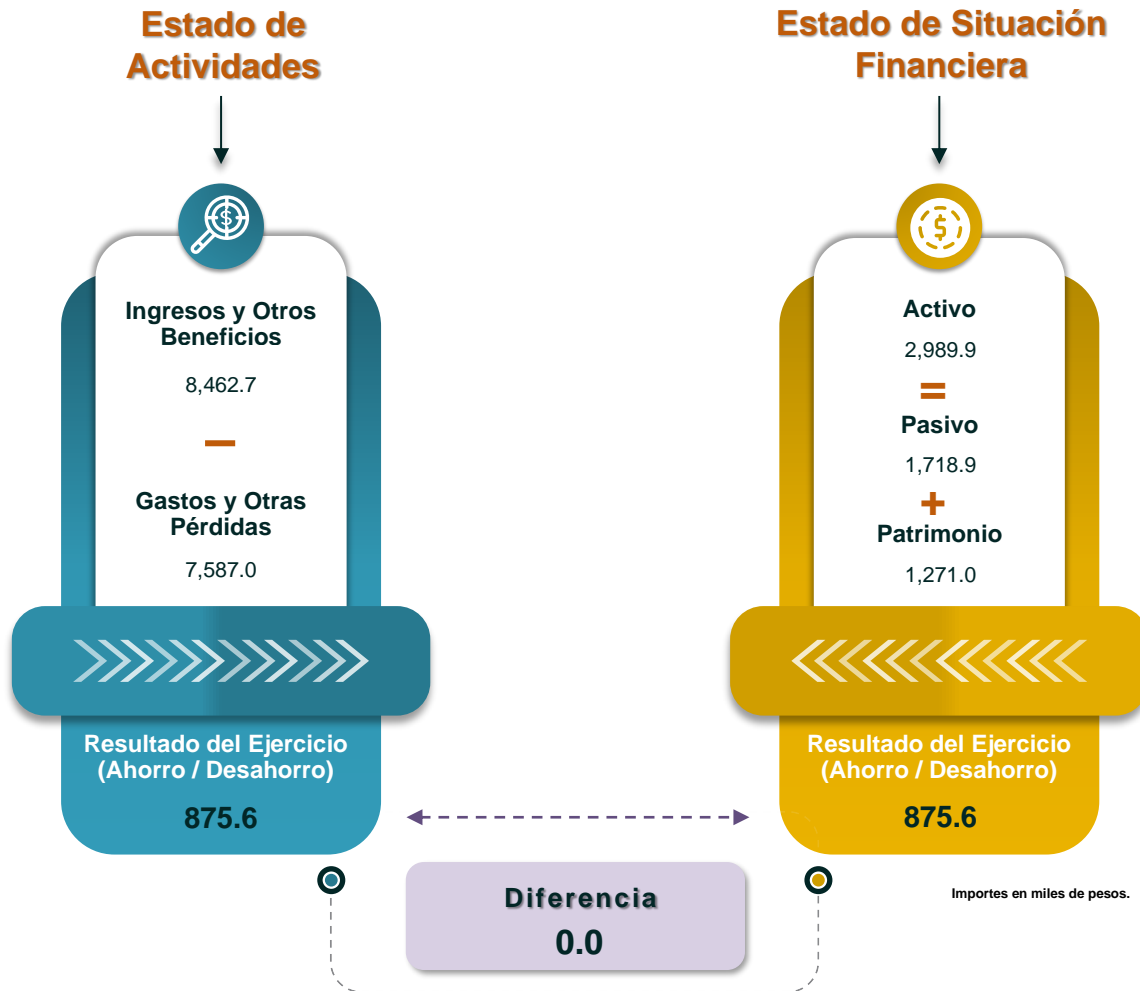 Estado de
Actividades
Ingresos y Otros
Beneficios
8,462.7
–
Gastos y Otras
Pérdidas
7,587.0
Resultado del Ejercicio
(Ahorro / Desahorro)
875.6
Estado de Situación
Financiera
$
Activo
2,989.9
=
Pasivo
1,718.9
+
Patrimonio
1,271.0
Resultado del Ejercicio
(Ahorro / Desahorro)
875.6
Diferencia
0.0
Importes en miles de pesos.